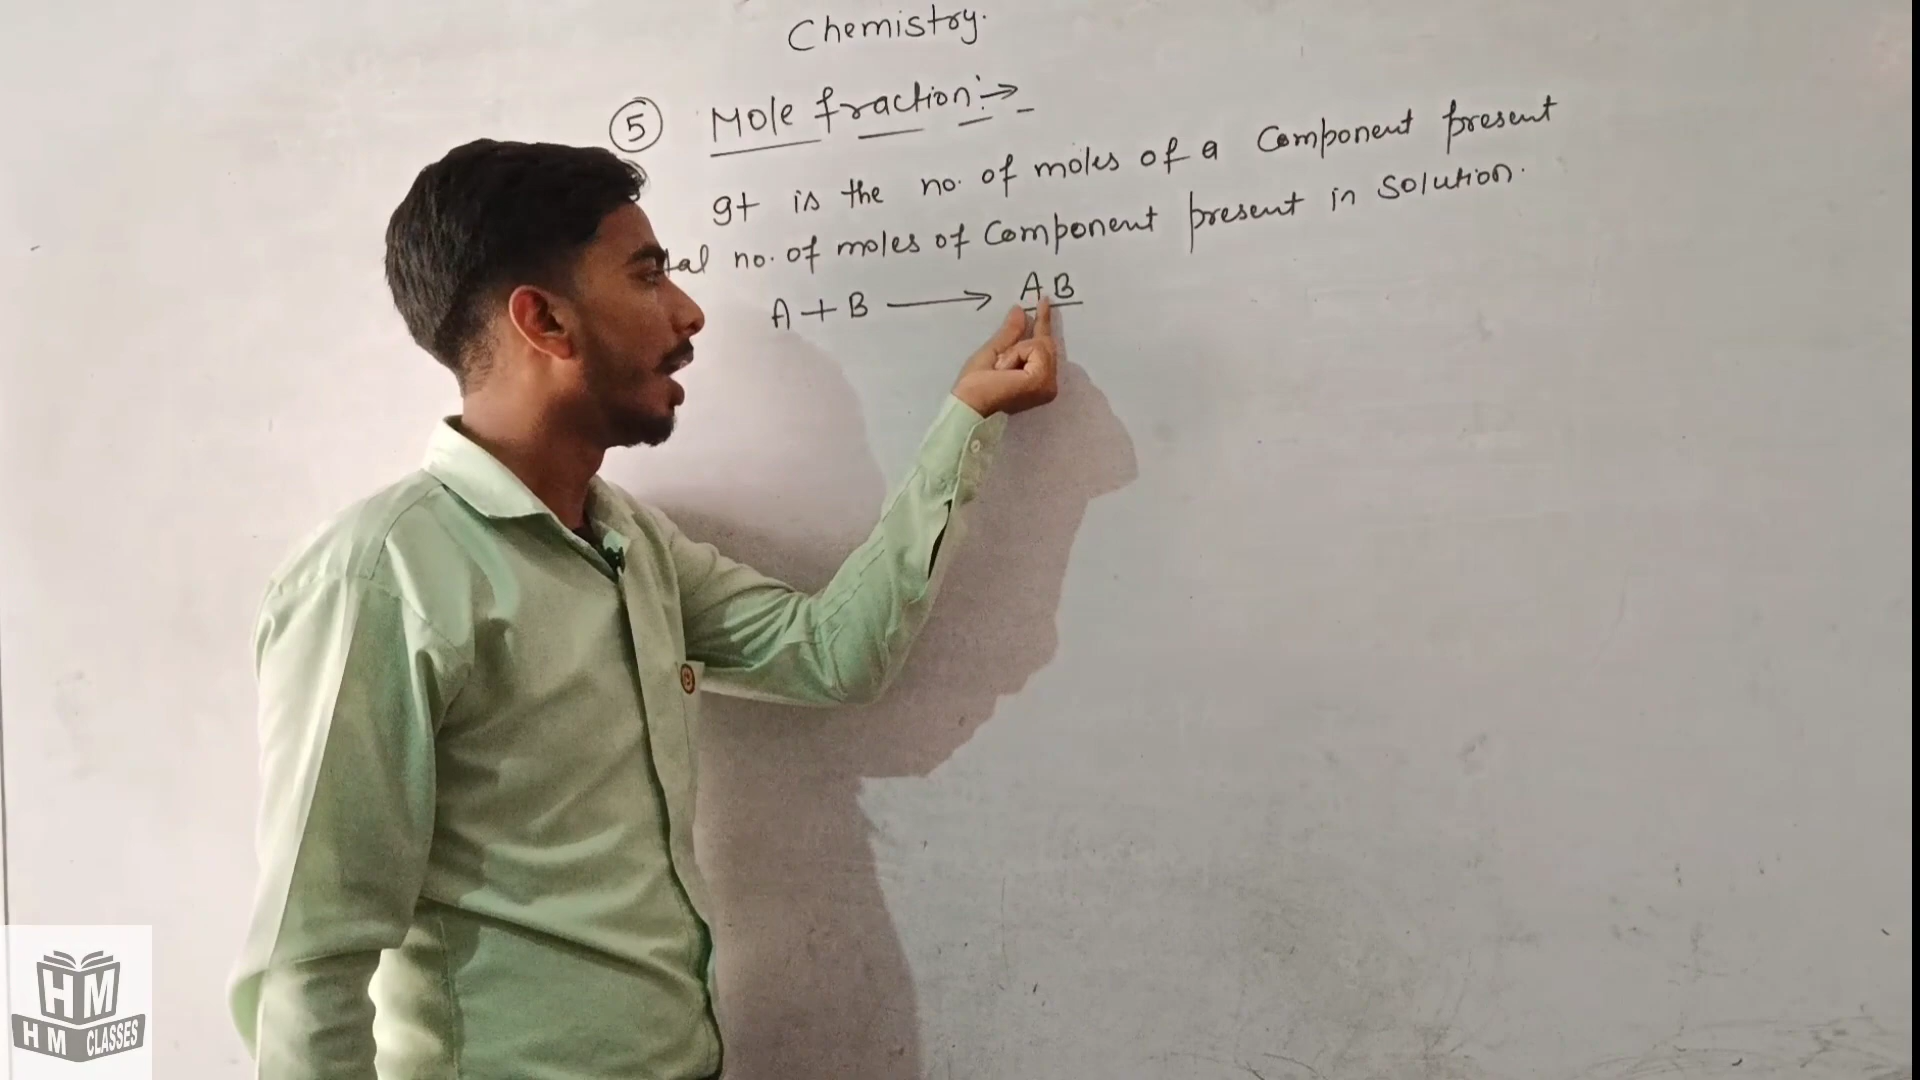 Chemistry.
5 Mole fraction :→
It is the no. of moles of a Component present
no. of moles of Component present in Solution.
A + B → AB
HM
HM CLASSES